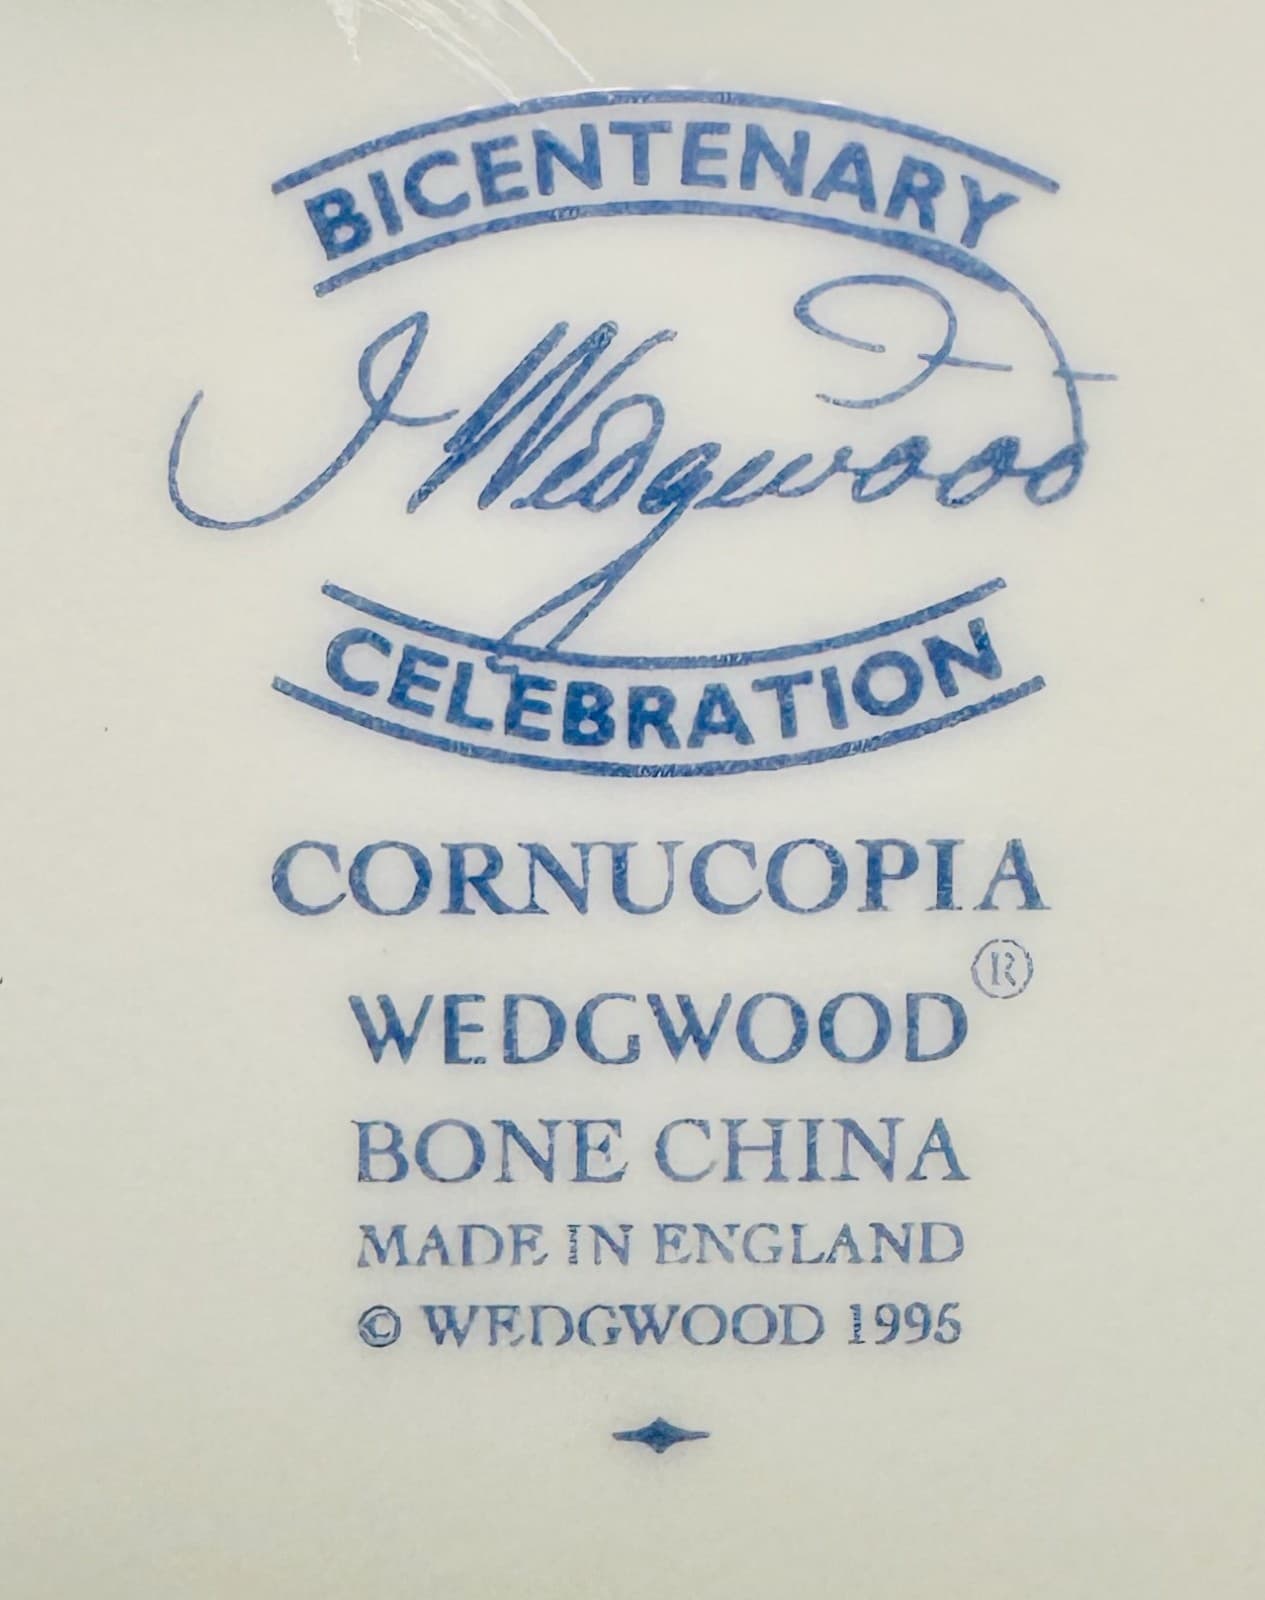 BICENTENARY
J Wedgwood
CELEBRATION
CORNUCOPIA
WEDGWOOD®
BONE CHINA
MADE IN ENGLAND
© WEDGWOOD 1995